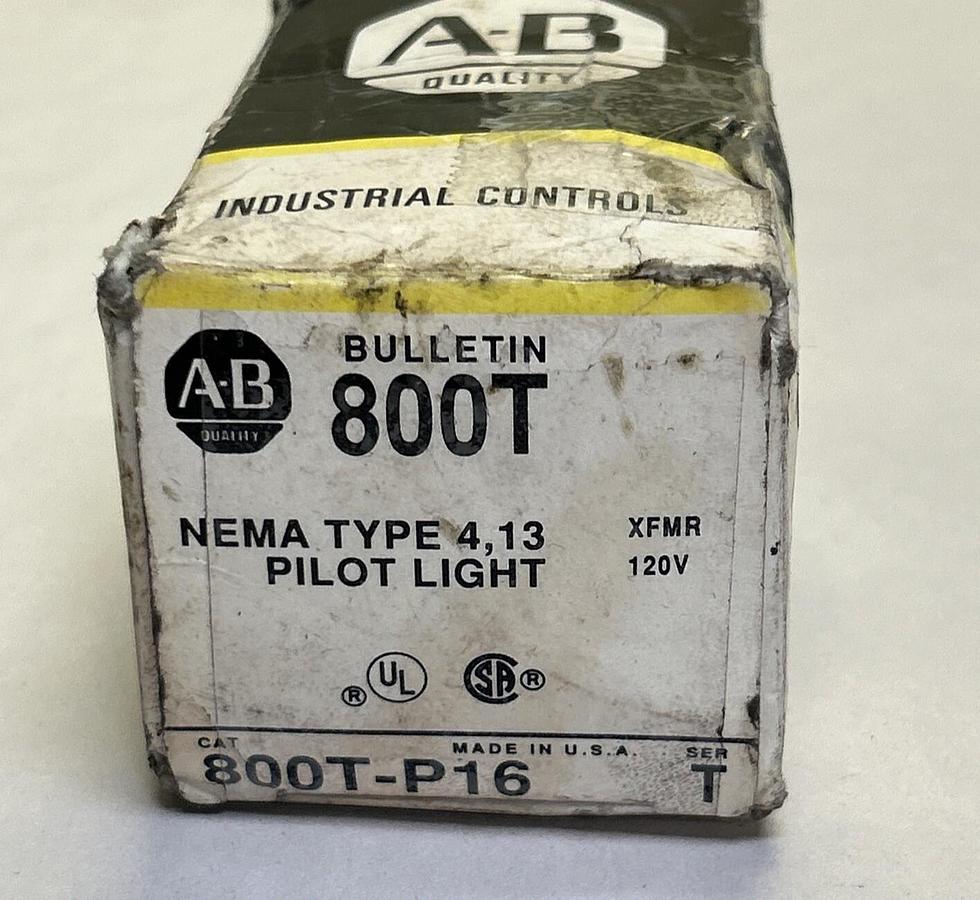 A-B
QUALITY
INDUSTRIAL CONTROLS
A-B
QUALITY
BULLETIN
800T
NEMA TYPE 4,13
PILOT LIGHT
XFMR
120V
® UL SA ®
CAT
MADE IN U.S.A.
SER
800T-P16
T